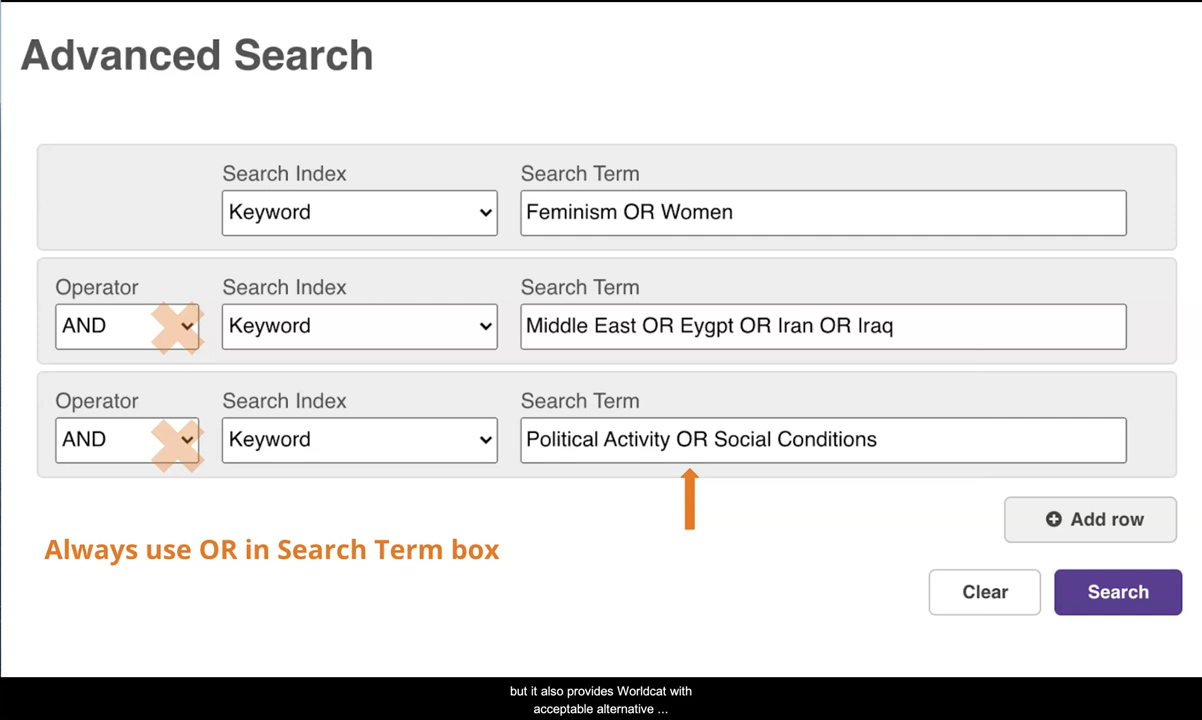 Advanced Search
Search Index Search Term
Keyword Feminism OR Women
Operator Search Index Search Term
AND Keyword Middle East OR Eygpt OR Iran OR Iraq
Operator Search Index Search Term
AND Keyword Political Activity OR Social Conditions
Add row
Always use OR in Search Term box
Clear Search
but it also provides Worldcat with
acceptable alternative ...